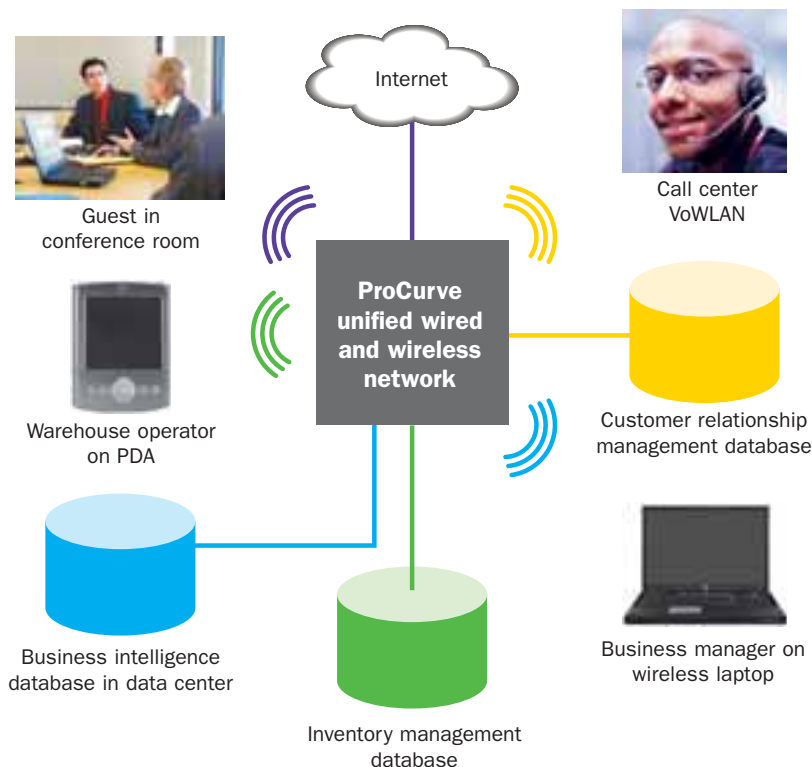 Internet
Guest in
conference room
Call center
VoWLAN
ProCurve
unified wired
and wireless
network
Warehouse operator
on PDA
Customer relationship
management database
Business intelligence
database in data center
Business manager on
wireless laptop
Inventory management
database